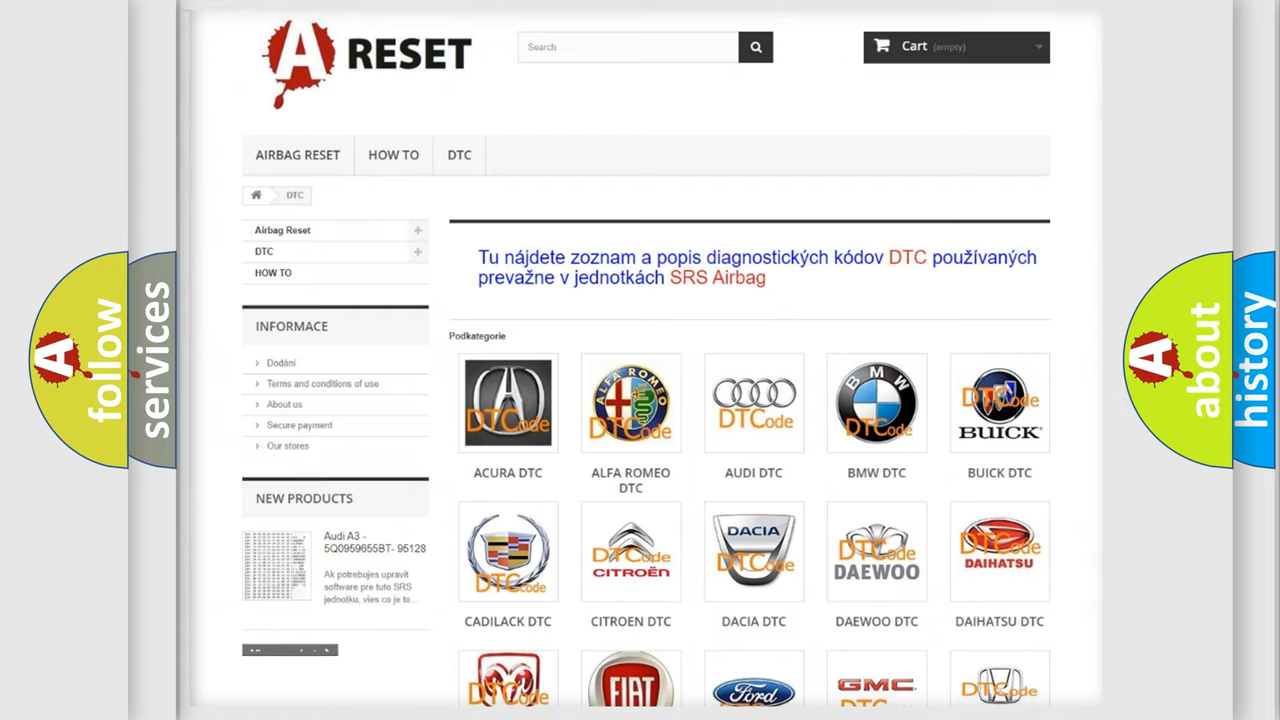 A RESET
Search
Cart (empty)
AIRBAG RESET
HOW TO
DTC
DTC
Airbag Reset
DTC
HOW TO
Tu nájdete zoznam a popis diagnostických kódov DTC používaných
prevažne v jednotkách SRS Airbag
INFORMACE
Dodání
Terms and conditions of use
About us
Secure payment
Our stores
Podkategorie
DTCode
ALFA ROMEO
DTCode
DTCode
BMW
DTCode
DTCode
BUICK
ACURA DTC
ALFA ROMEO
DTC
AUDI DTC
BMW DTC
BUICK DTC
NEW PRODUCTS
Audi A3 -
5Q0959655BT- 95128
Ak potrebujes upravit
software pre tuto SRS
jednotku, vies co je to...
DTCode
DTCode
CITROËN
DACIA
DTCode
DTCode
DAEWOO
DTCode
DAIHATSU
CADILACK DTC
CITROEN DTC
DACIA DTC
DAEWOO DTC
DAIHATSU DTC
DTCode
FIAT
Ford
GMC
DTCode
A follow
services
A about
history